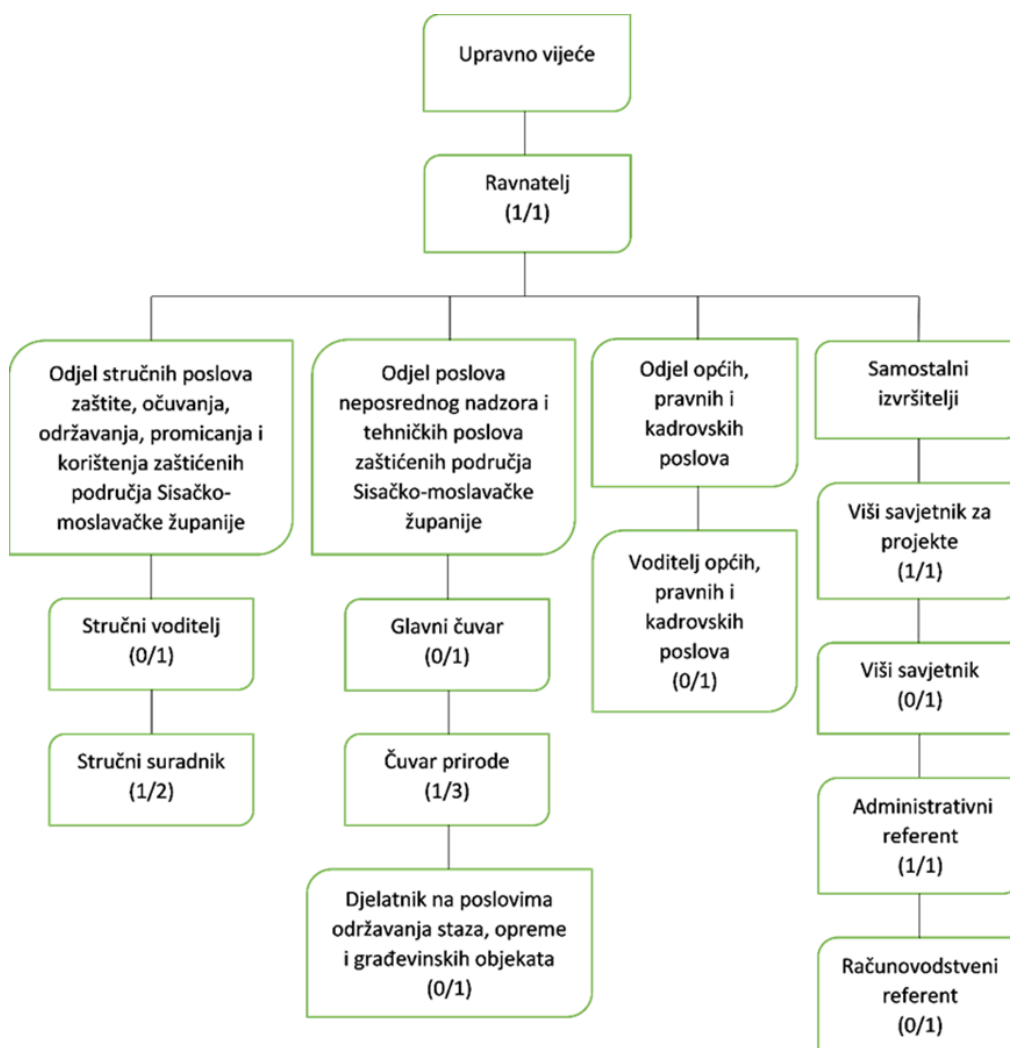 Upravno vijeće
Ravnatelj
(1/1)
Odjel stručnih poslova
zaštite, očuvanja,
održavanja, promicanja i
korištenja zaštićenih
područja Sisačko-
moslavačke županije
Stručni voditelj
(0/1)
Stručni suradnik
(1/2)
Odjel poslova
neposrednog nadzora i
tehničkih poslova
zaštićenih područja
Sisačko-moslavačke
županije
Glavni čuvar
(0/1)
Čuvar prirode
(1/3)
Djelatnik na poslovima
održavanja staza, opreme
i građevinskih objekata
(0/1)
Odjel općih,
pravnih i
kadrovskih
poslova
Voditelj općih,
pravnih i
kadrovskih
poslova
(0/1)
Samostalni
izvršitelji
Viši savjetnik za
projekte
(1/1)
Viši savjetnik
(0/1)
Administrativni
referent
(1/1)
Računovodstveni
referent
(0/1)